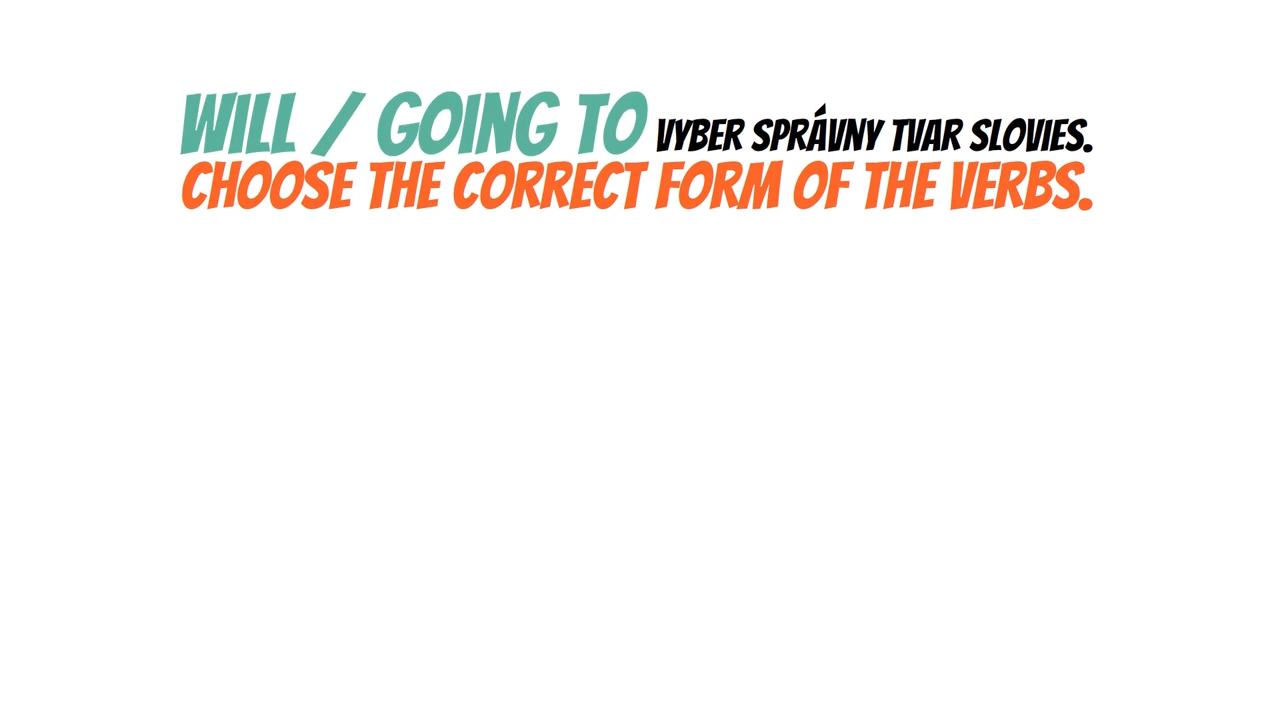 WILL / GOING TO VYBER SPRÁVNY TVAR SLOVIES.
CHOOSE THE CORRECT FORM OF THE VERBS.